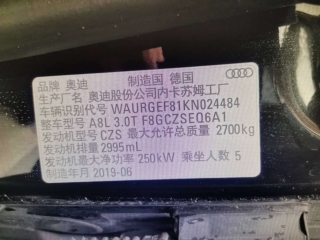 品牌 奥迪 制造国 德国
生产厂名 奥迪股份公司内卡苏姆工厂
车辆识别代号 WAURGEF81KN024484
整车型号 A8L 3.0T F8GCZSEQ6A1
发动机型号 CZS 最大允许总质量 2700kg
发动机排量 2995mL
发动机最大净功率 250kW 乘坐人数 5
制造年月 2019-06